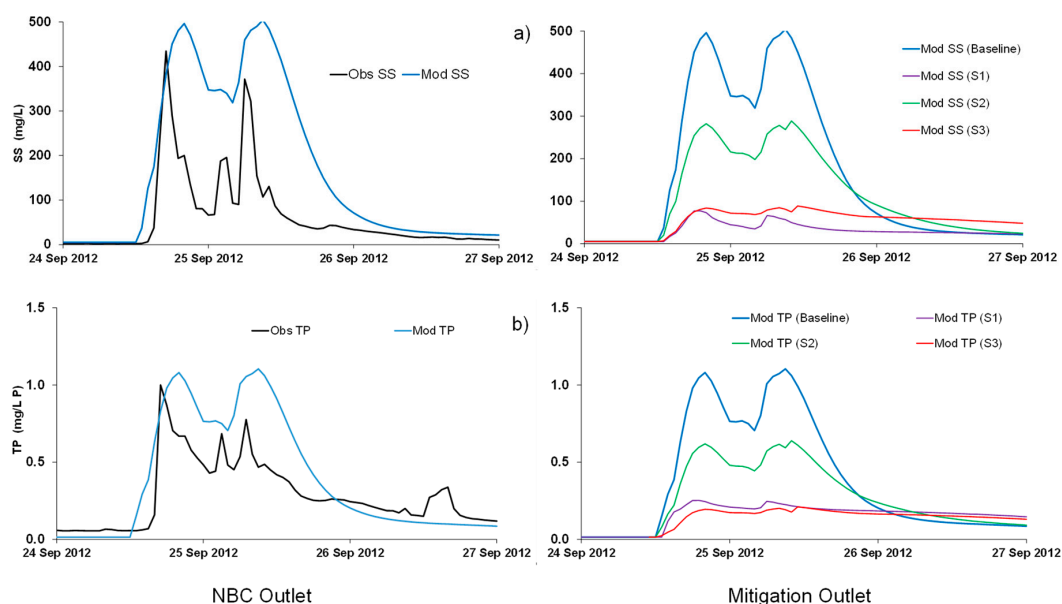 500
400
300
200
100
0
SS (mg/L)
Obs SS
Mod SS
24 Sep 2012
25 Sep 2012
26 Sep 2012
27 Sep 2012
a)
500
400
300
200
100
0
Mod SS (Baseline)
Mod SS (S1)
Mod SS (S2)
Mod SS (S3)
24 Sep 2012
25 Sep 2012
26 Sep 2012
27 Sep 2012
1.5
1.0
0.5
0.0
TP (mg/L P)
Obs TP
Mod TP
24 Sep 2012
25 Sep 2012
26 Sep 2012
27 Sep 2012
b)
1.5
1.0
0.5
0.0
Mod TP (Baseline)
Mod TP (S1)
Mod TP (S2)
Mod TP (S3)
24 Sep 2012
25 Sep 2012
26 Sep 2012
27 Sep 2012
NBC Outlet
Mitigation Outlet